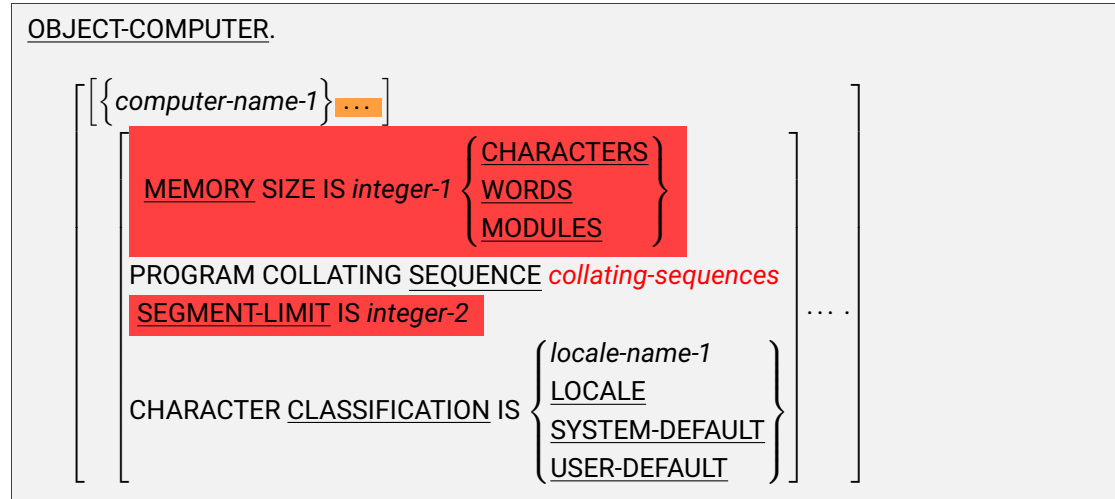 OBJECT-COMPUTER.
[[{computer-name-1} ...]
MEMORY SIZE IS integer-1 {CHARACTERS
WORDS
MODULES}
PROGRAM COLLATING SEQUENCE collating-sequences
SEGMENT-LIMIT IS integer-2
... .
CHARACTER CLASSIFICATION IS {locale-name-1
LOCALE
SYSTEM-DEFAULT
USER-DEFAULT}